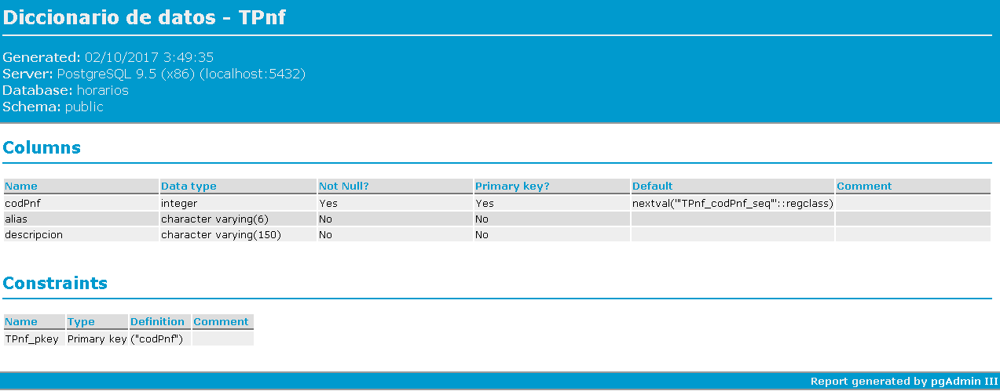 Diccionario de datos - TPnf
Generated: 02/10/2017 3:49:35
Server: PostgreSQL 9.5 (x86) (localhost:5432)
Database: horarios
Schema: public
Columns
Name Data type Not Null? Primary key? Default Comment
codPnf integer Yes Yes nextval('"TPnf_codPnf_seq"'::regclass)
alias character varying(6) No No
descripcion character varying(150) No No
Constraints
Name Type Definition Comment
TPnf_pkey Primary key ("codPnf")
Report generated by pgAdmin III